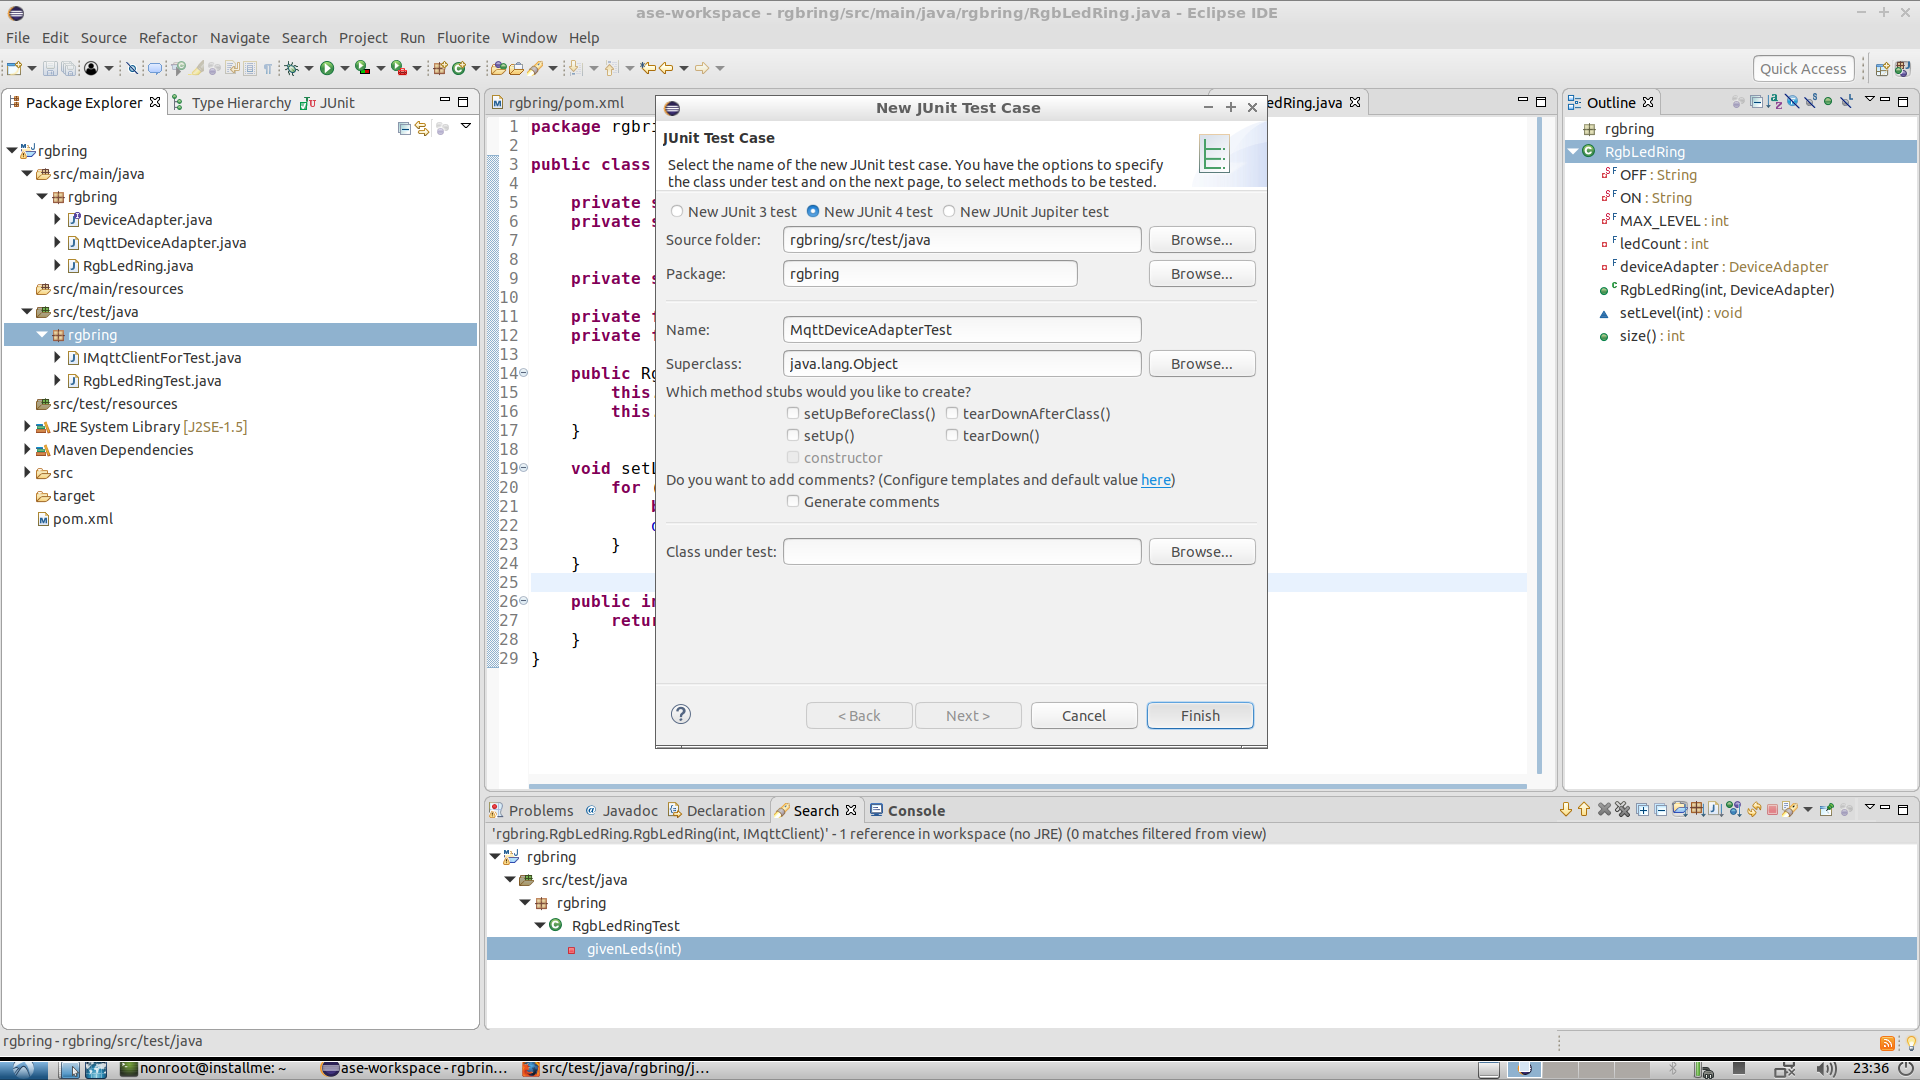 ase-workspace - rgbring/src/main/java/rgbring/RgbLedRing.java - Eclipse IDE
File Edit Source Refactor Navigate Search Project Run Fluorite Window Help
Quick Access
Package Explorer Type Hierarchy JUnit
rgbring
src/main/java
rgbring
DeviceAdapter.java
MqttDeviceAdapter.java
RgbLedRing.java
src/main/resources
src/test/java
rgbring
IMqttClientForTest.java
RgbLedRingTest.java
src/test/resources
JRE System Library [J2SE-1.5]
Maven Dependencies
src
target
pom.xml
rgbring/pom.xml
edRing.java
1 package rgbri
2
3 public class
4
5 private s
6 private s
7
8
9 private s
10
11 private f
12 private f
13
14 public Rg
15 this
16 this
17 }
18
19 void setL
20 for
21
22
23 }
24 }
25
26 public in
27 retur
28 }
29 }
New JUnit Test Case
JUnit Test Case
Select the name of the new JUnit test case. You have the options to specify
the class under test and on the next page, to select methods to be tested.
New JUnit 3 test New JUnit 4 test New JUnit Jupiter test
Source folder: rgbring/src/test/java Browse...
Package: rgbring Browse...
Name: MqttDeviceAdapterTest
Superclass: java.lang.Object Browse...
Which method stubs would you like to create?
setUpBeforeClass() tearDownAfterClass()
setUp() tearDown()
constructor
Do you want to add comments? (Configure templates and default value here)
Generate comments
Class under test: Browse...
< Back Next > Cancel Finish
Outline
rgbring
RgbLedRing
OFF : String
ON : String
MAX_LEVEL : int
ledCount : int
deviceAdapter : DeviceAdapter
RgbLedRing(int, DeviceAdapter)
setLevel(int) : void
size() : int
Problems Javadoc Declaration Search Console
'rgbring.RgbLedRing.RgbLedRing(int, IMqttClient)' - 1 reference in workspace (no JRE) (0 matches filtered from view)
rgbring
src/test/java
rgbring
RgbLedRingTest
givenLeds(int)
rgbring - rgbring/src/test/java
nonroot@installme: ~ ase-workspace - rgbrin... src/test/java/rgbring/j... 23:36